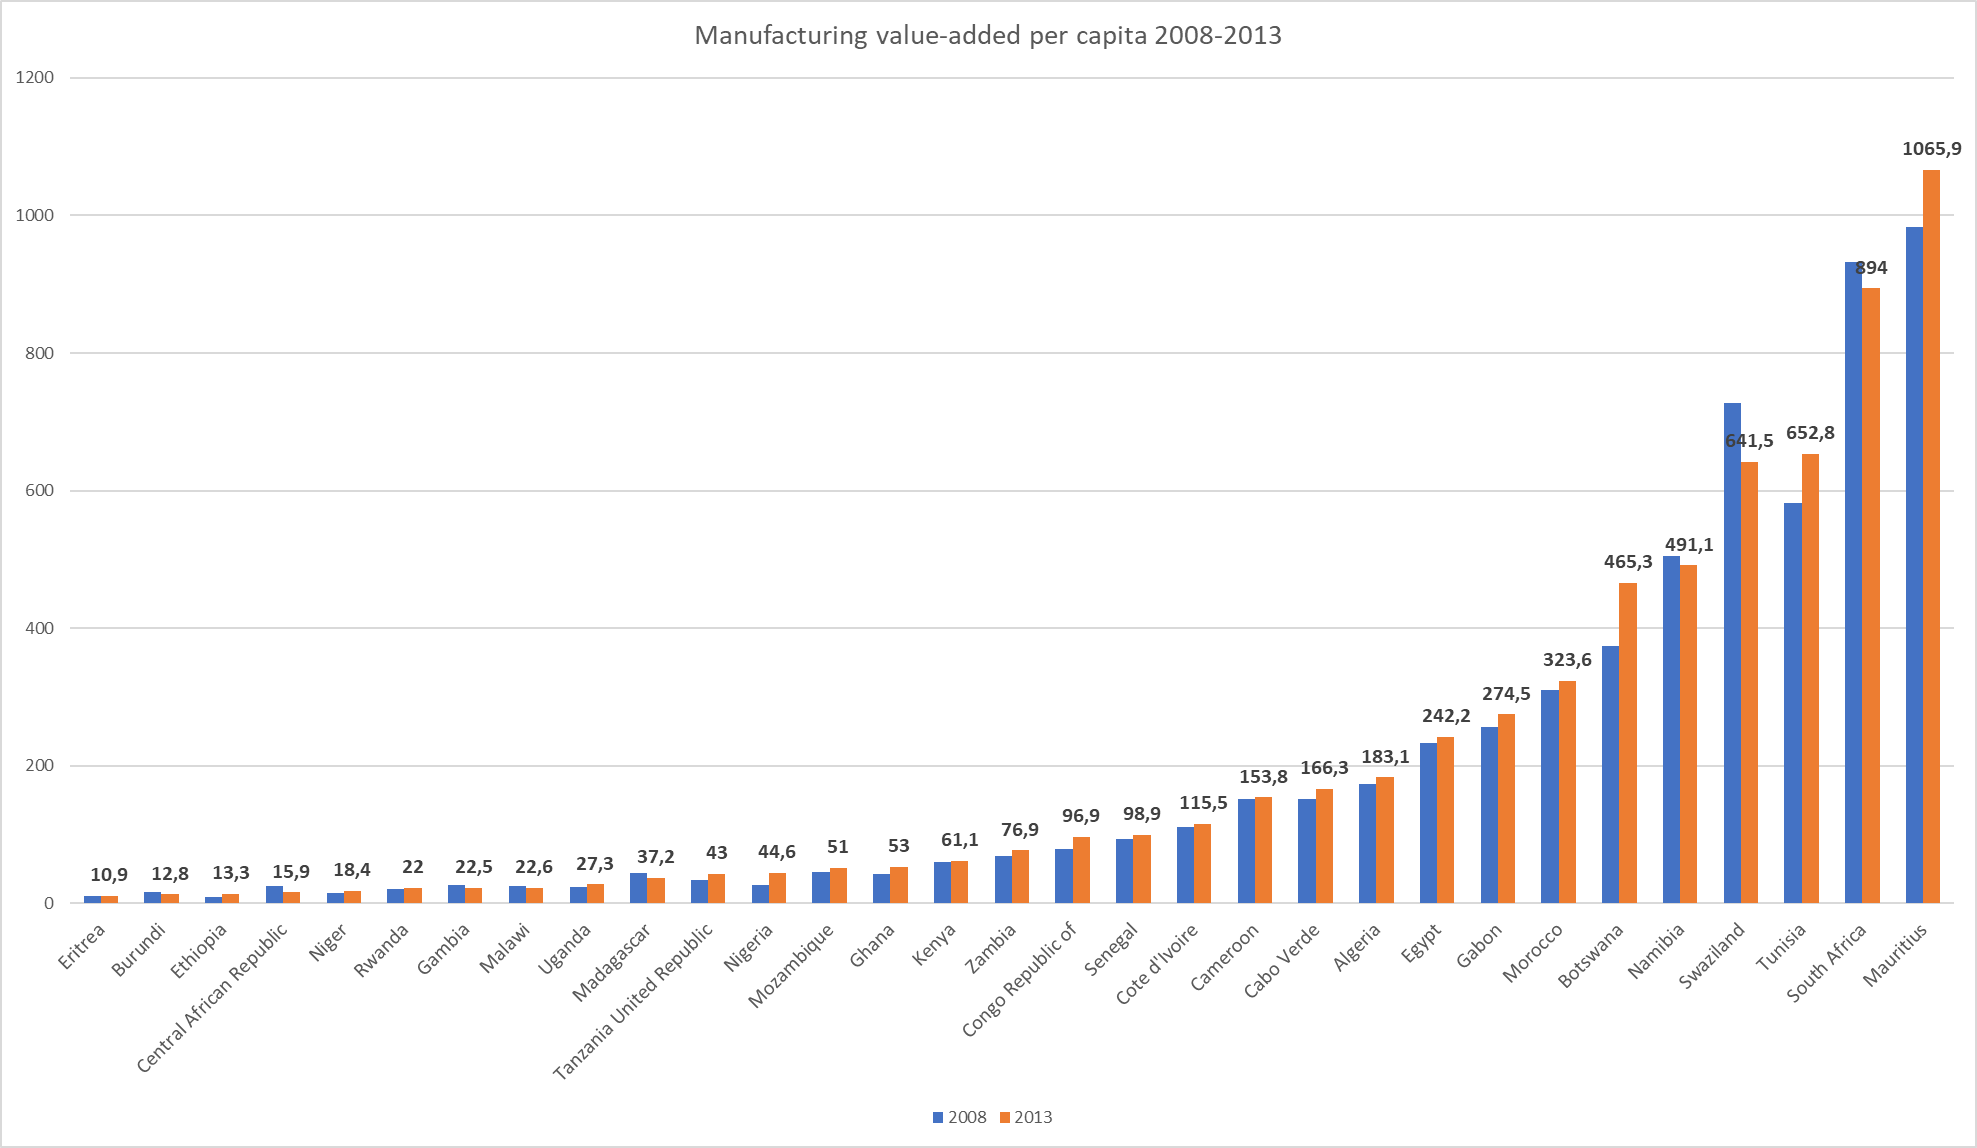 Manufacturing value-added per capita 2008-2013
1200
1000
800
600
400
200
0
10,9
12,8
13,3
15,9
18,4
22
22,5
22,6
27,3
37,2
43
44,6
51
53
61,1
76,9
96,9
98,9
115,5
153,8
166,3
183,1
242,2
274,5
323,6
465,3
491,1
641,5
652,8
894
1065,9
Eritrea
Burundi
Ethiopia
Central African Republic
Niger
Rwanda
Gambia
Malawi
Uganda
Madagascar
Tanzania United Republic
Nigeria
Mozambique
Ghana
Kenya
Zambia
Congo Republic of
Senegal
Cote d'Ivoire
Cameroon
Cabo Verde
Algeria
Egypt
Gabon
Morocco
Botswana
Namibia
Swaziland
Tunisia
South Africa
Mauritius
2008 2013